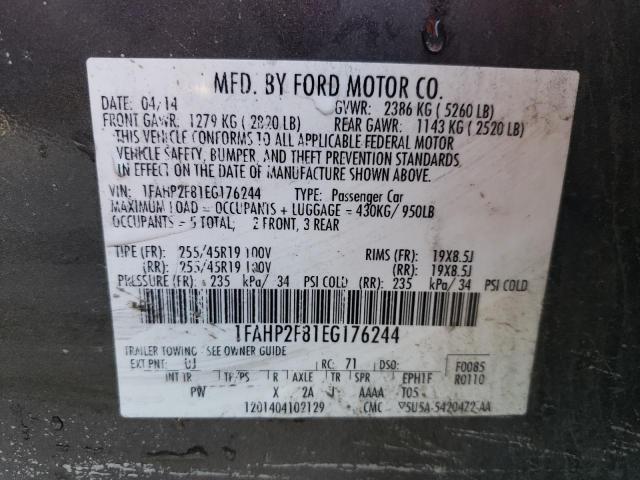 MFD. BY FORD MOTOR CO.
DATE: 04/14 GVWR: 2386 KG ( 5260 LB)
FRONT GAWR: 1279 KG ( 2820 LB) REAR GAWR: 1143 KG ( 2520 LB)
THIS VEHICLE CONFORMS TO ALL APPLICABLE FEDERAL MOTOR
VEHICLE SAFETY, BUMPER, AND THEFT PREVENTION STANDARDS
IN EFFECT ON THE DATE OF MANUFACTURE SHOWN ABOVE.
VIN: 1FAHP2F81EG176244 TYPE: Passenger Car
MAXIMUM LOAD = OCCUPANTS + LUGGAGE = 430KG/ 950LB
OCCUPANTS = 5 TOTAL; 2 FRONT, 3 REAR
TIRE (FR): 255/45R19 100V RIMS (FR): 19X8.5J
(RR): 255/45R19 100V (RR): 19X8.5J
PRESSURE (FR): 235 kPa/ 34 PSI COLD (RR): 235 kPa/ 34 PSI COLD
1FAHP2F81EG176244
TRAILER TOWING - SEE OWNER GUIDE
EXT PNT: UJ RC: 71 DSO: F0085
INT TR TP/PS R AXLE TR SPR EPH1F R0110
PW X 2A J AAAA T05
1201404102129 CMC 5U5A-5420472-AA